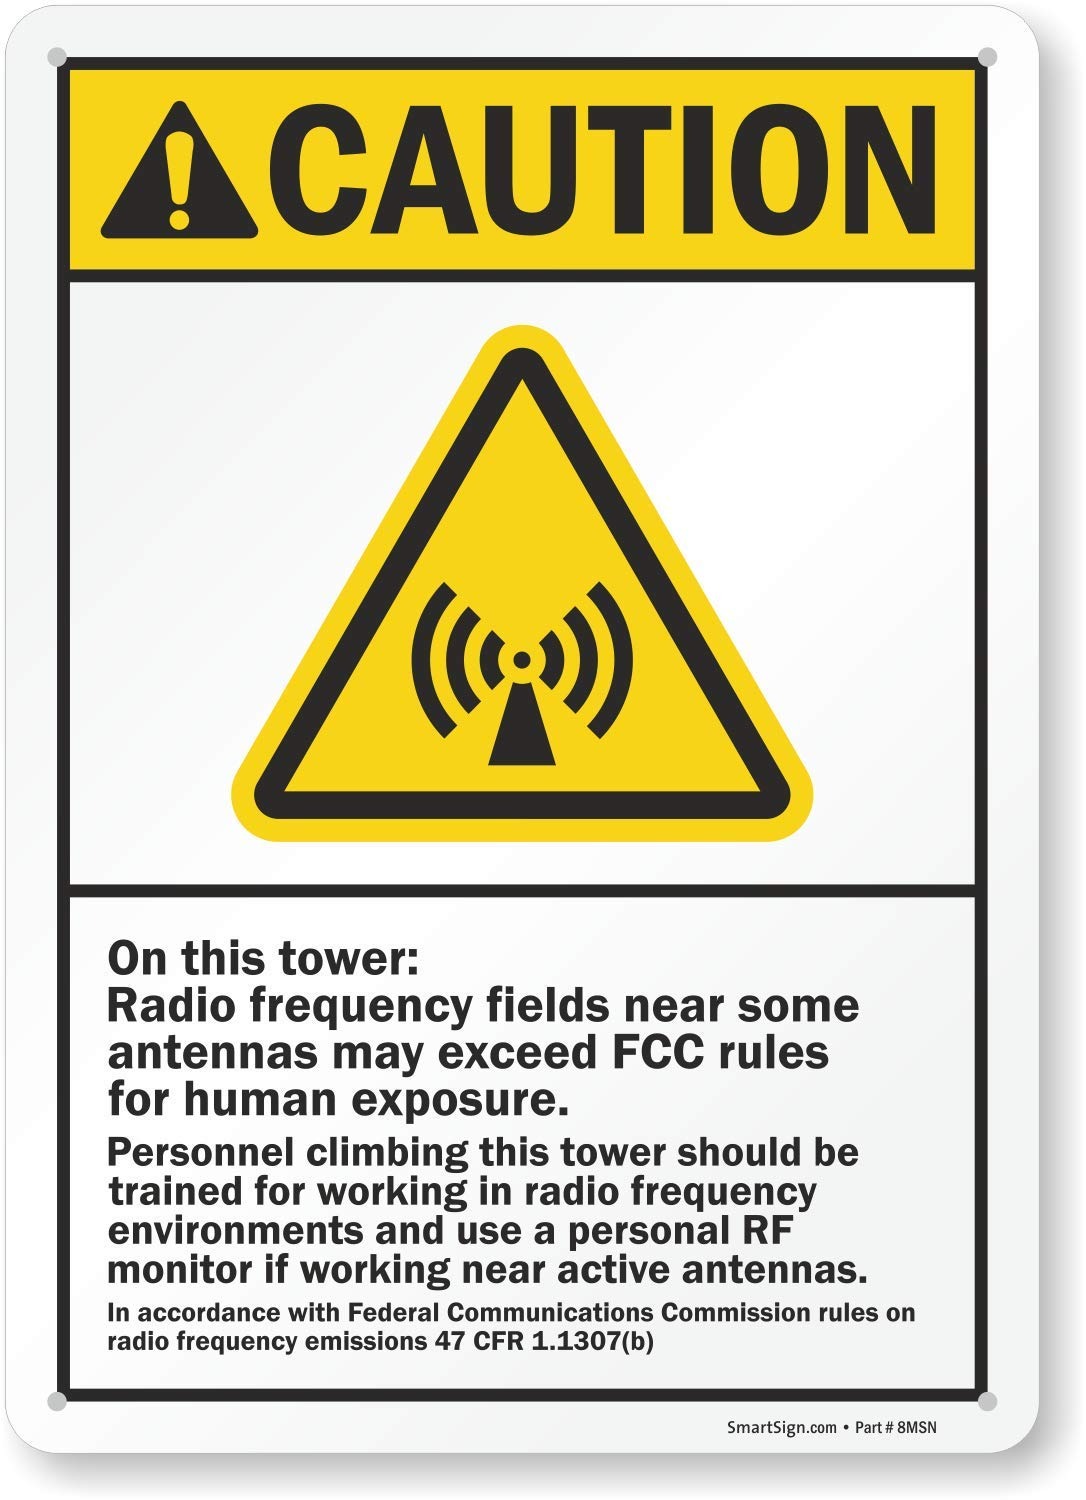 CAUTION
On this tower:
Radio frequency fields near some
antennas may exceed FCC rules
for human exposure.
Personnel climbing this tower should be
trained for working in radio frequency
environments and use a personal RF
monitor if working near active antennas.
In accordance with Federal Communications Commission rules on
radio frequency emissions 47 CFR 1.1307(b)
SmartSign.com • Part # 8MSN